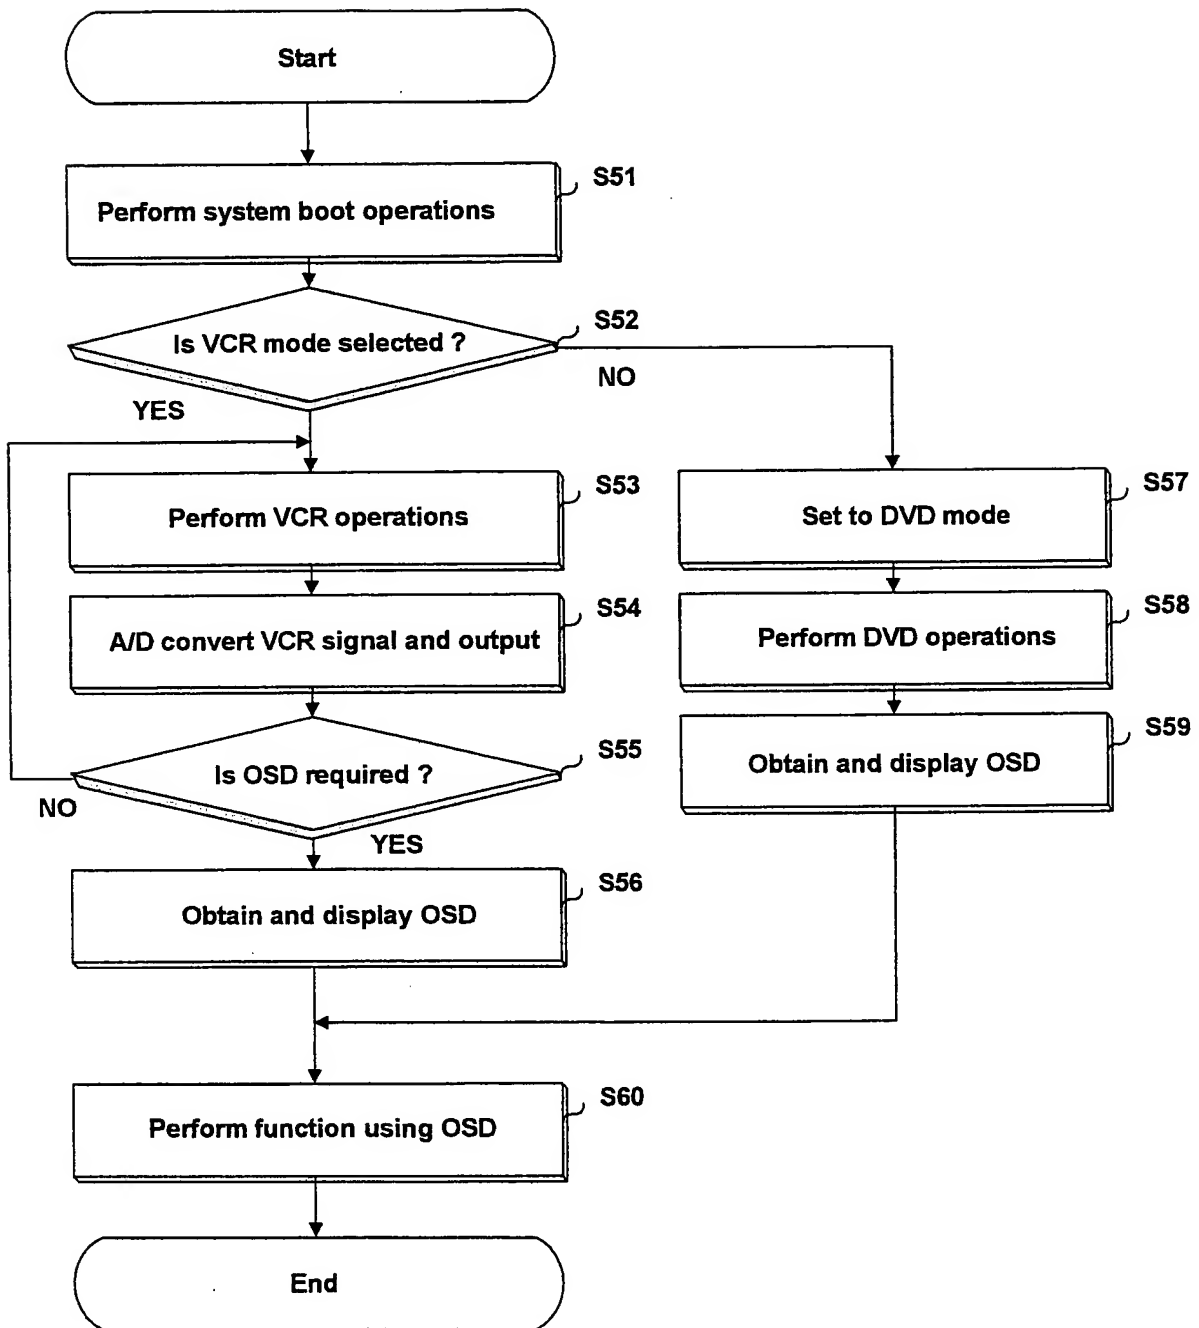 Start
S51
Perform system boot operations
S52
Is VCR mode selected ?
NO
YES
S53
Perform VCR operations
S57
Set to DVD mode
S54
A/D convert VCR signal and output
S58
Perform DVD operations
S55
Is OSD required ?
NO
YES
S59
Obtain and display OSD
S56
Obtain and display OSD
S60
Perform function using OSD
End